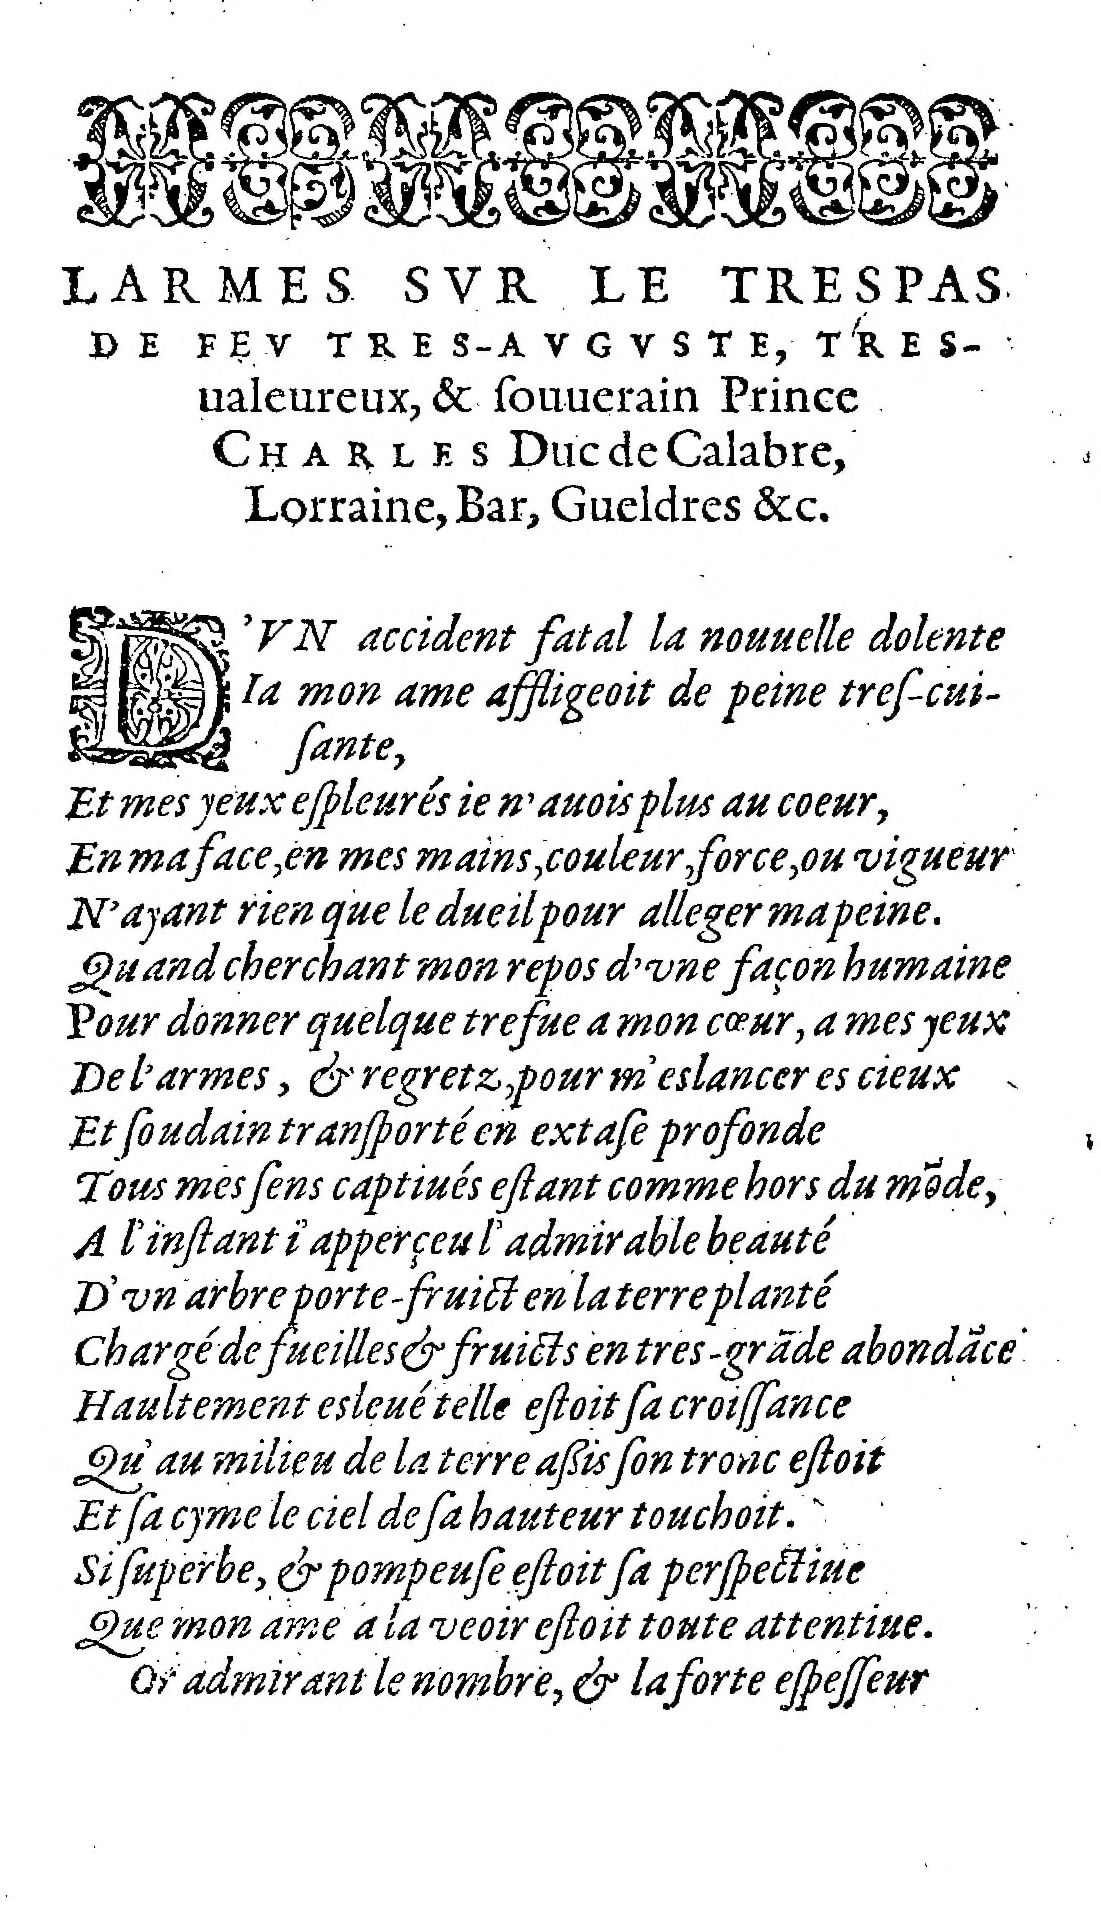 LARMES SVR LE TRESPAS
DE FEV TRES-AVGVSTE, TRES-
ualeureux, & ſouuerain Prince
CHARLES Duc de Calabre,
Lorraine, Bar, Gueldres &c.
D'VN accident fatal la nouuelle dolente
Ia mon ame affligeoit de peine treſ-cui-
ſante,
Et mes yeux eſpleurés ie n'auois plus au coeur,
En ma face, en mes mains, couleur, force, ou vigueur
N'ayant rien que le dueil pour alleger ma peine.
Quand cherchant mon repos d'vne façon humaine
Pour donner quelque trefue a mon cœur, a mes yeux
De l'armes, & regretz, pour m'eslancer es cieux
Et ſoudain tranſporté en extaſe profonde
Tous mes ſens captiués eſtant comme hors du mõde,
A l'inſtant i'apperçeu l'admirable beauté
D'vn arbre porte-fruict en la terre planté
Chargé de fueilles & fruicts en tres-grãde abondãce
Haultement esleué telle eſtoit ſa croiſſance
Qu'au milieu de la terre aſsis ſon tronc eſtoit
Et ſa cyme le ciel de ſa hauteur touchoit.
Si ſuperbe, & pompeuſe eſtoit ſa perſpectiue
Que mon ame a la veoir eſtoit toute attentiue.
Or admirant le nombre, & la forte eſpeſſeur